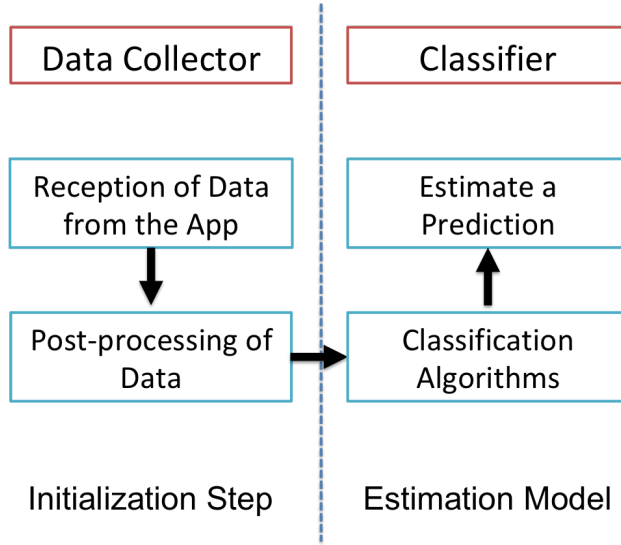 Data Collector
Classifier
Reception of Data
from the App
Estimate a
Prediction
Post-processing of
Data
Classification
Algorithms
Initialization Step
Estimation Model